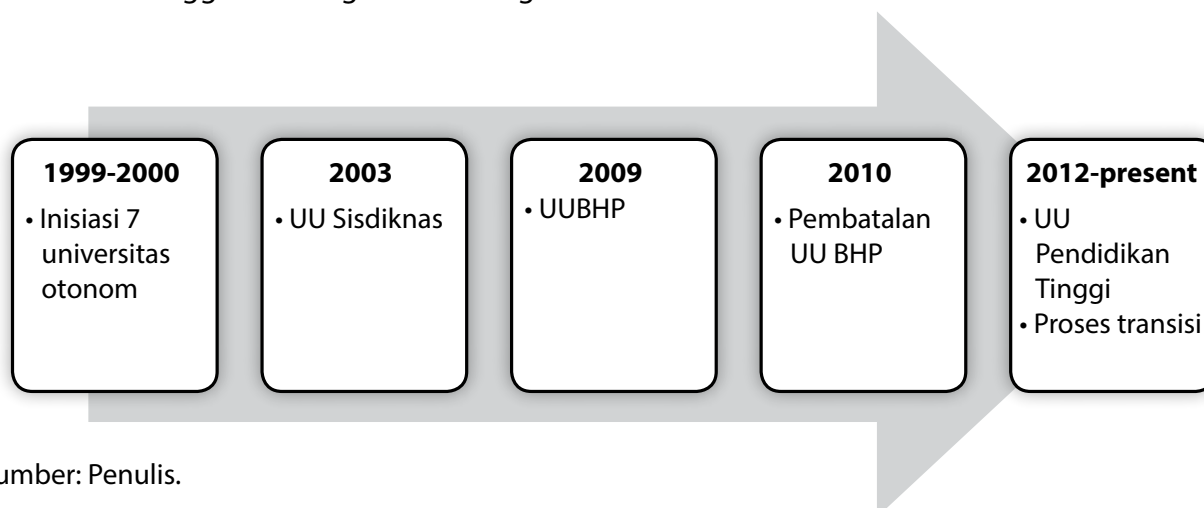 1999-2000
• Inisiasi 7
universitas
otonom
2003
• UU Sisdiknas
2009
• UUBHP
2010
• Pembatalan
UU BHP
2012-present
• UU
Pendidikan
Tinggi
• Proses transisi
umber: Penulis.